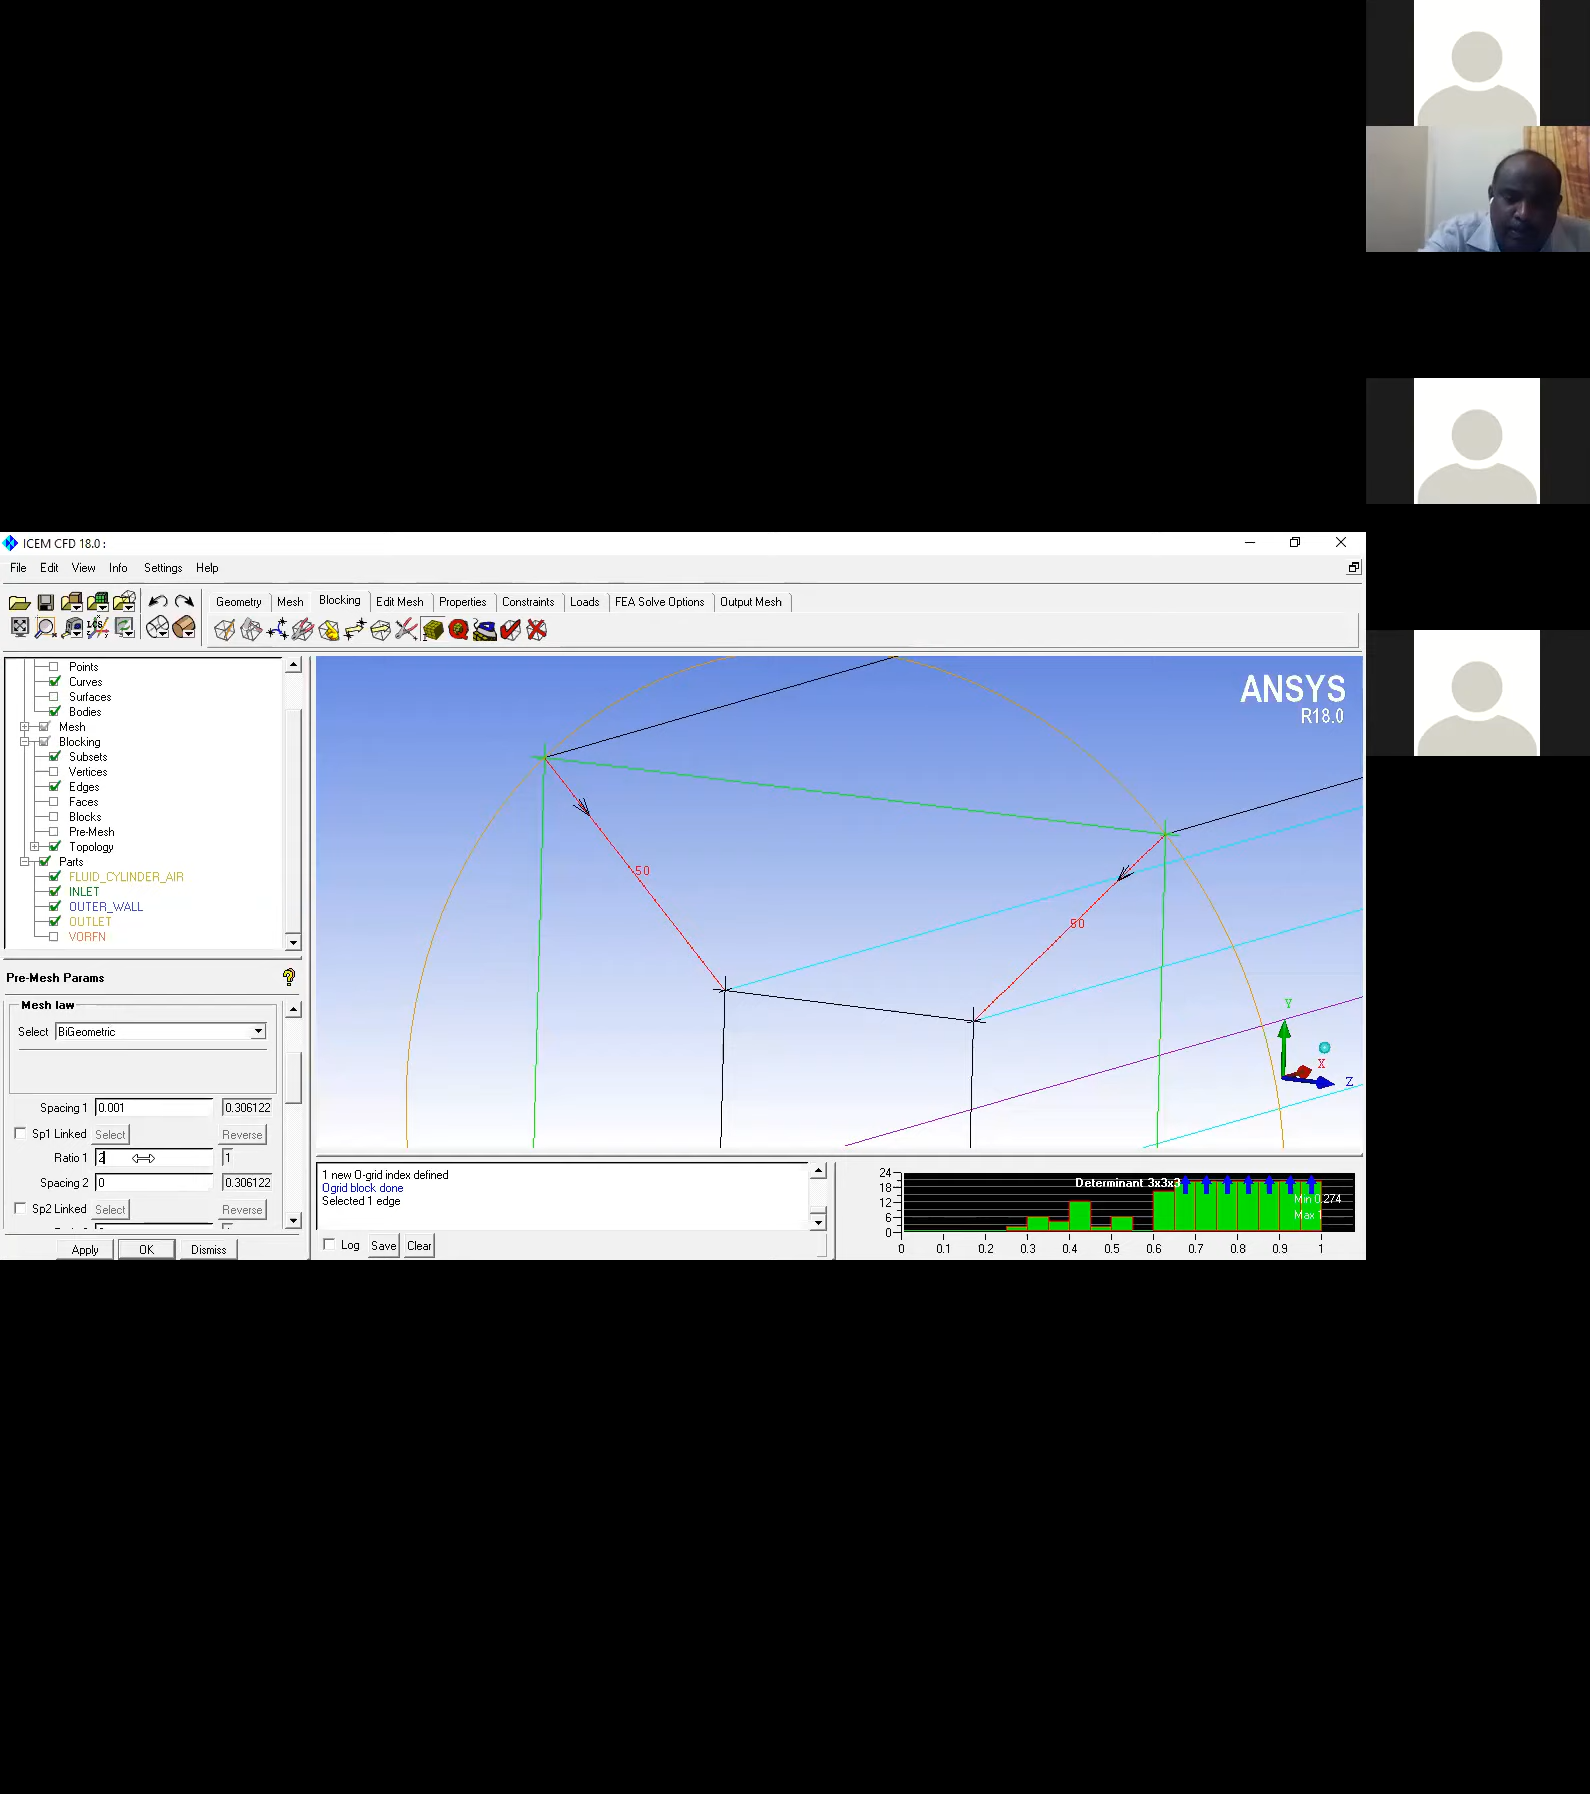 ICEM CFD 18.0 :
File Edit View Info Settings Help
Geometry Mesh Blocking Edit Mesh Properties Constraints Loads FEA Solve Options Output Mesh
LCS
Points
Curves
Surfaces
Bodies
Mesh
Blocking
Subsets
Vertices
Edges
Faces
Blocks
Pre-Mesh
Topology
Parts
FLUID_CYLINDER_AIR
INLET
OUTER_WALL
OUTLET
VORFN
ANSYS
R18.0
50
50
Y
X
Z
Pre-Mesh Params
Mesh law
Select BiGeometric
Spacing 1 0.001 0.306122
Sp1 Linked Select Reverse
Ratio 1 2 1
Spacing 2 0 0.306122
Sp2 Linked Select Reverse
Apply OK Dismiss
1 new O-grid index defined
Ogrid block done
Selected 1 edge
Log Save Clear
Determinant 3x3x3
Min 0.274
Max 1
24
18
12
6
0
0 0.1 0.2 0.3 0.4 0.5 0.6 0.7 0.8 0.9 1